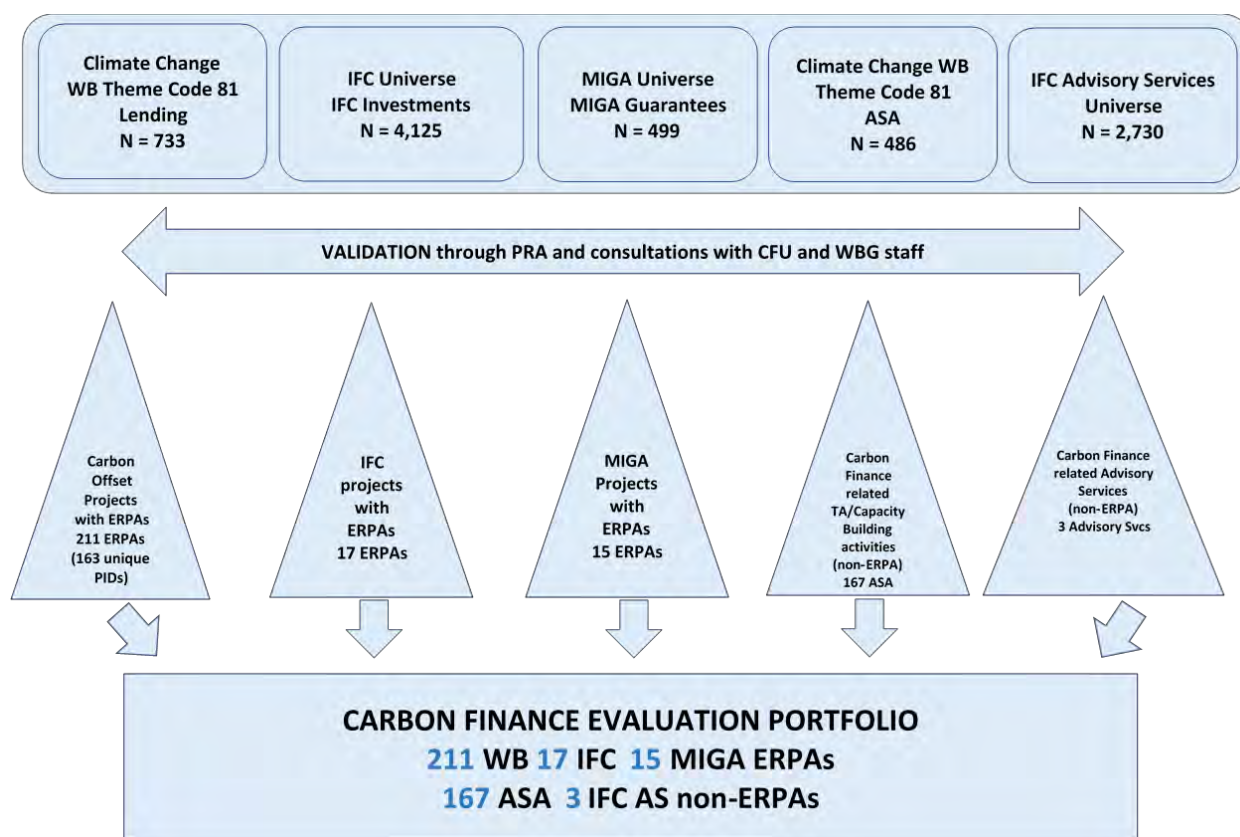 Climate Change
WB Theme Code 81
Lending
N = 733
IFC Universe
IFC Investments
N = 4,125
MIGA Universe
MIGA Guarantees
N = 499
Climate Change WB
Theme Code 81
ASA
N = 486
IFC Advisory Services
Universe
N = 2,730
VALIDATION through PRA and consultations with CFU and WBG staff
Carbon
Offset
Projects
with ERPAs
211 ERPAs
(163 unique
PIDs)
IFC
projects
with
ERPAs
17 ERPAs
MIGA
Projects
with
ERPAs
15 ERPAs
Carbon
Finance
related
TA/Capacity
Building
activities
(non-ERPA)
167 ASA
Carbon Finance
related Advisory
Services
(non-ERPA)
3 Advisory Svcs
CARBON FINANCE EVALUATION PORTFOLIO
211 WB 17 IFC 15 MIGA ERPAs
167 ASA 3 IFC AS non-ERPAs